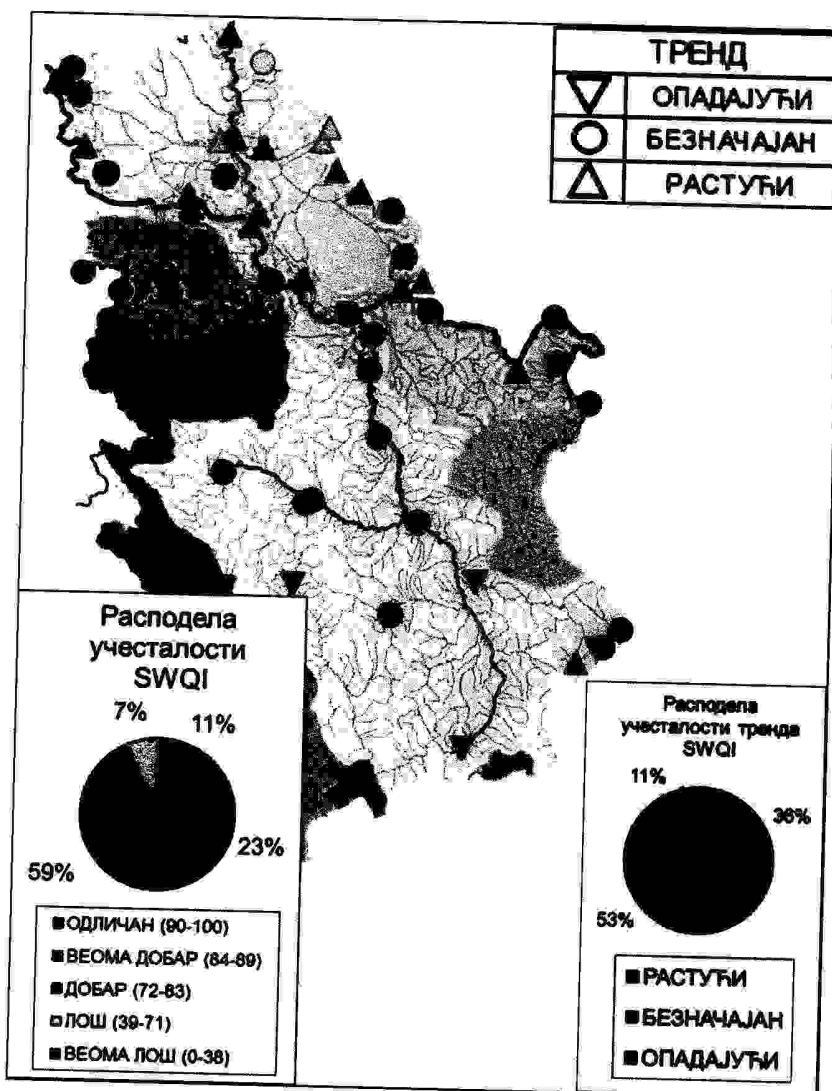 ТРЕНД
ОПАДАЈУЋИ
БЕЗНАЧАЈАН
РАСТУЋИ
Расподела
учесталости
SWQI
7%
11%
23%
59%
ОДЛИЧАН (90-100)
ВЕОМА ДОБАР (84-89)
ДОБАР (72-83)
ЛОШ (39-71)
ВЕОМА ЛОШ (0-38)
Расподела
учесталости тренда
SWQI
11%
36%
53%
РАСТУЋИ
БЕЗНАЧАЈАН
ОПАДАЈУЋИ